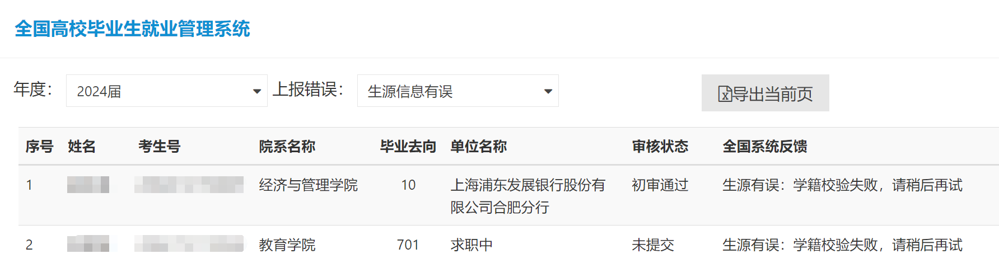 全国高校毕业生就业管理系统
年度： 2024届 上报错误： 生源信息有误 导出当前页
序号 姓名 考生号 院系名称 毕业去向 单位名称 审核状态 全国系统反馈
1 经济与管理学院 10 上海浦东发展银行股份有 初审通过 生源有误：学籍校验失败，请稍后再试
限公司合肥分行
2 教育学院 701 求职中 未提交 生源有误：学籍校验失败，请稍后再试